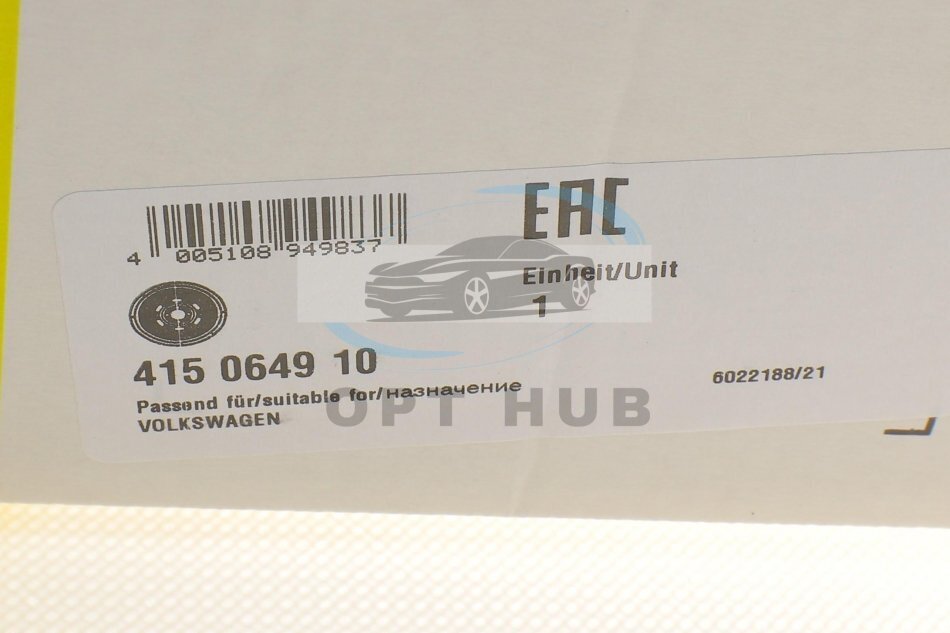 EAC
4 005108 949837
Einheit/Unit
1
415 0649 10
6022188/21
Passend für/suitable for/назначение
VOLKSWAGEN
OPT HUB